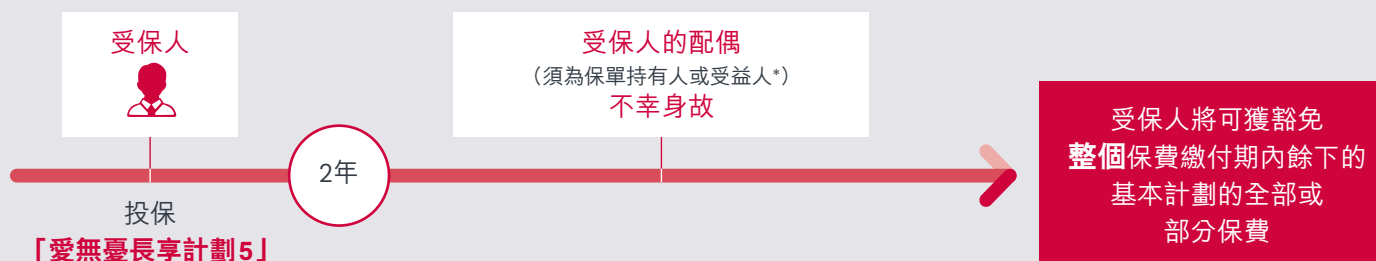 受保人
投保
「愛無憂長享計劃5」
2年
受保人的配偶
（須為保單持有人或受益人*）
不幸身故
受保人將可獲豁免
整個保費繳付期內餘下的
基本計劃的全部或
部分保費